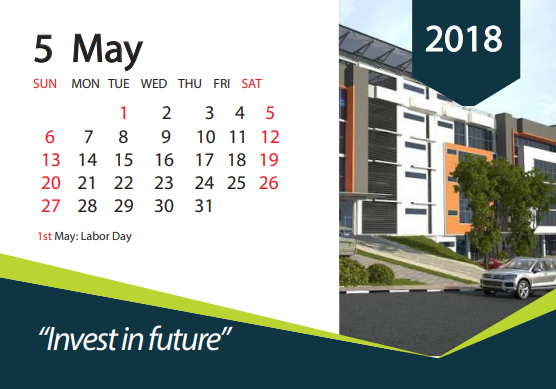 5 May
2018
SUN MON TUE WED THU FRI SAT
1 2 3 4 5
6 7 8 9 10 11 12
13 14 15 16 17 18 19
20 21 22 23 24 25 26
27 28 29 30 31
1st May: Labor Day
“Invest in future”